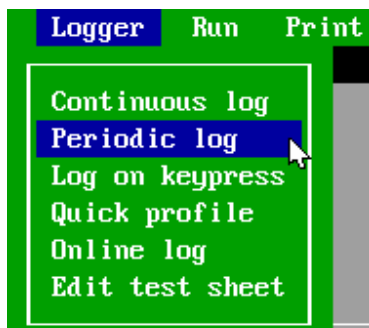 Logger Run Print
Continuous log
Periodic log
Log on keypress
Quick profile
Online log
Edit test sheet